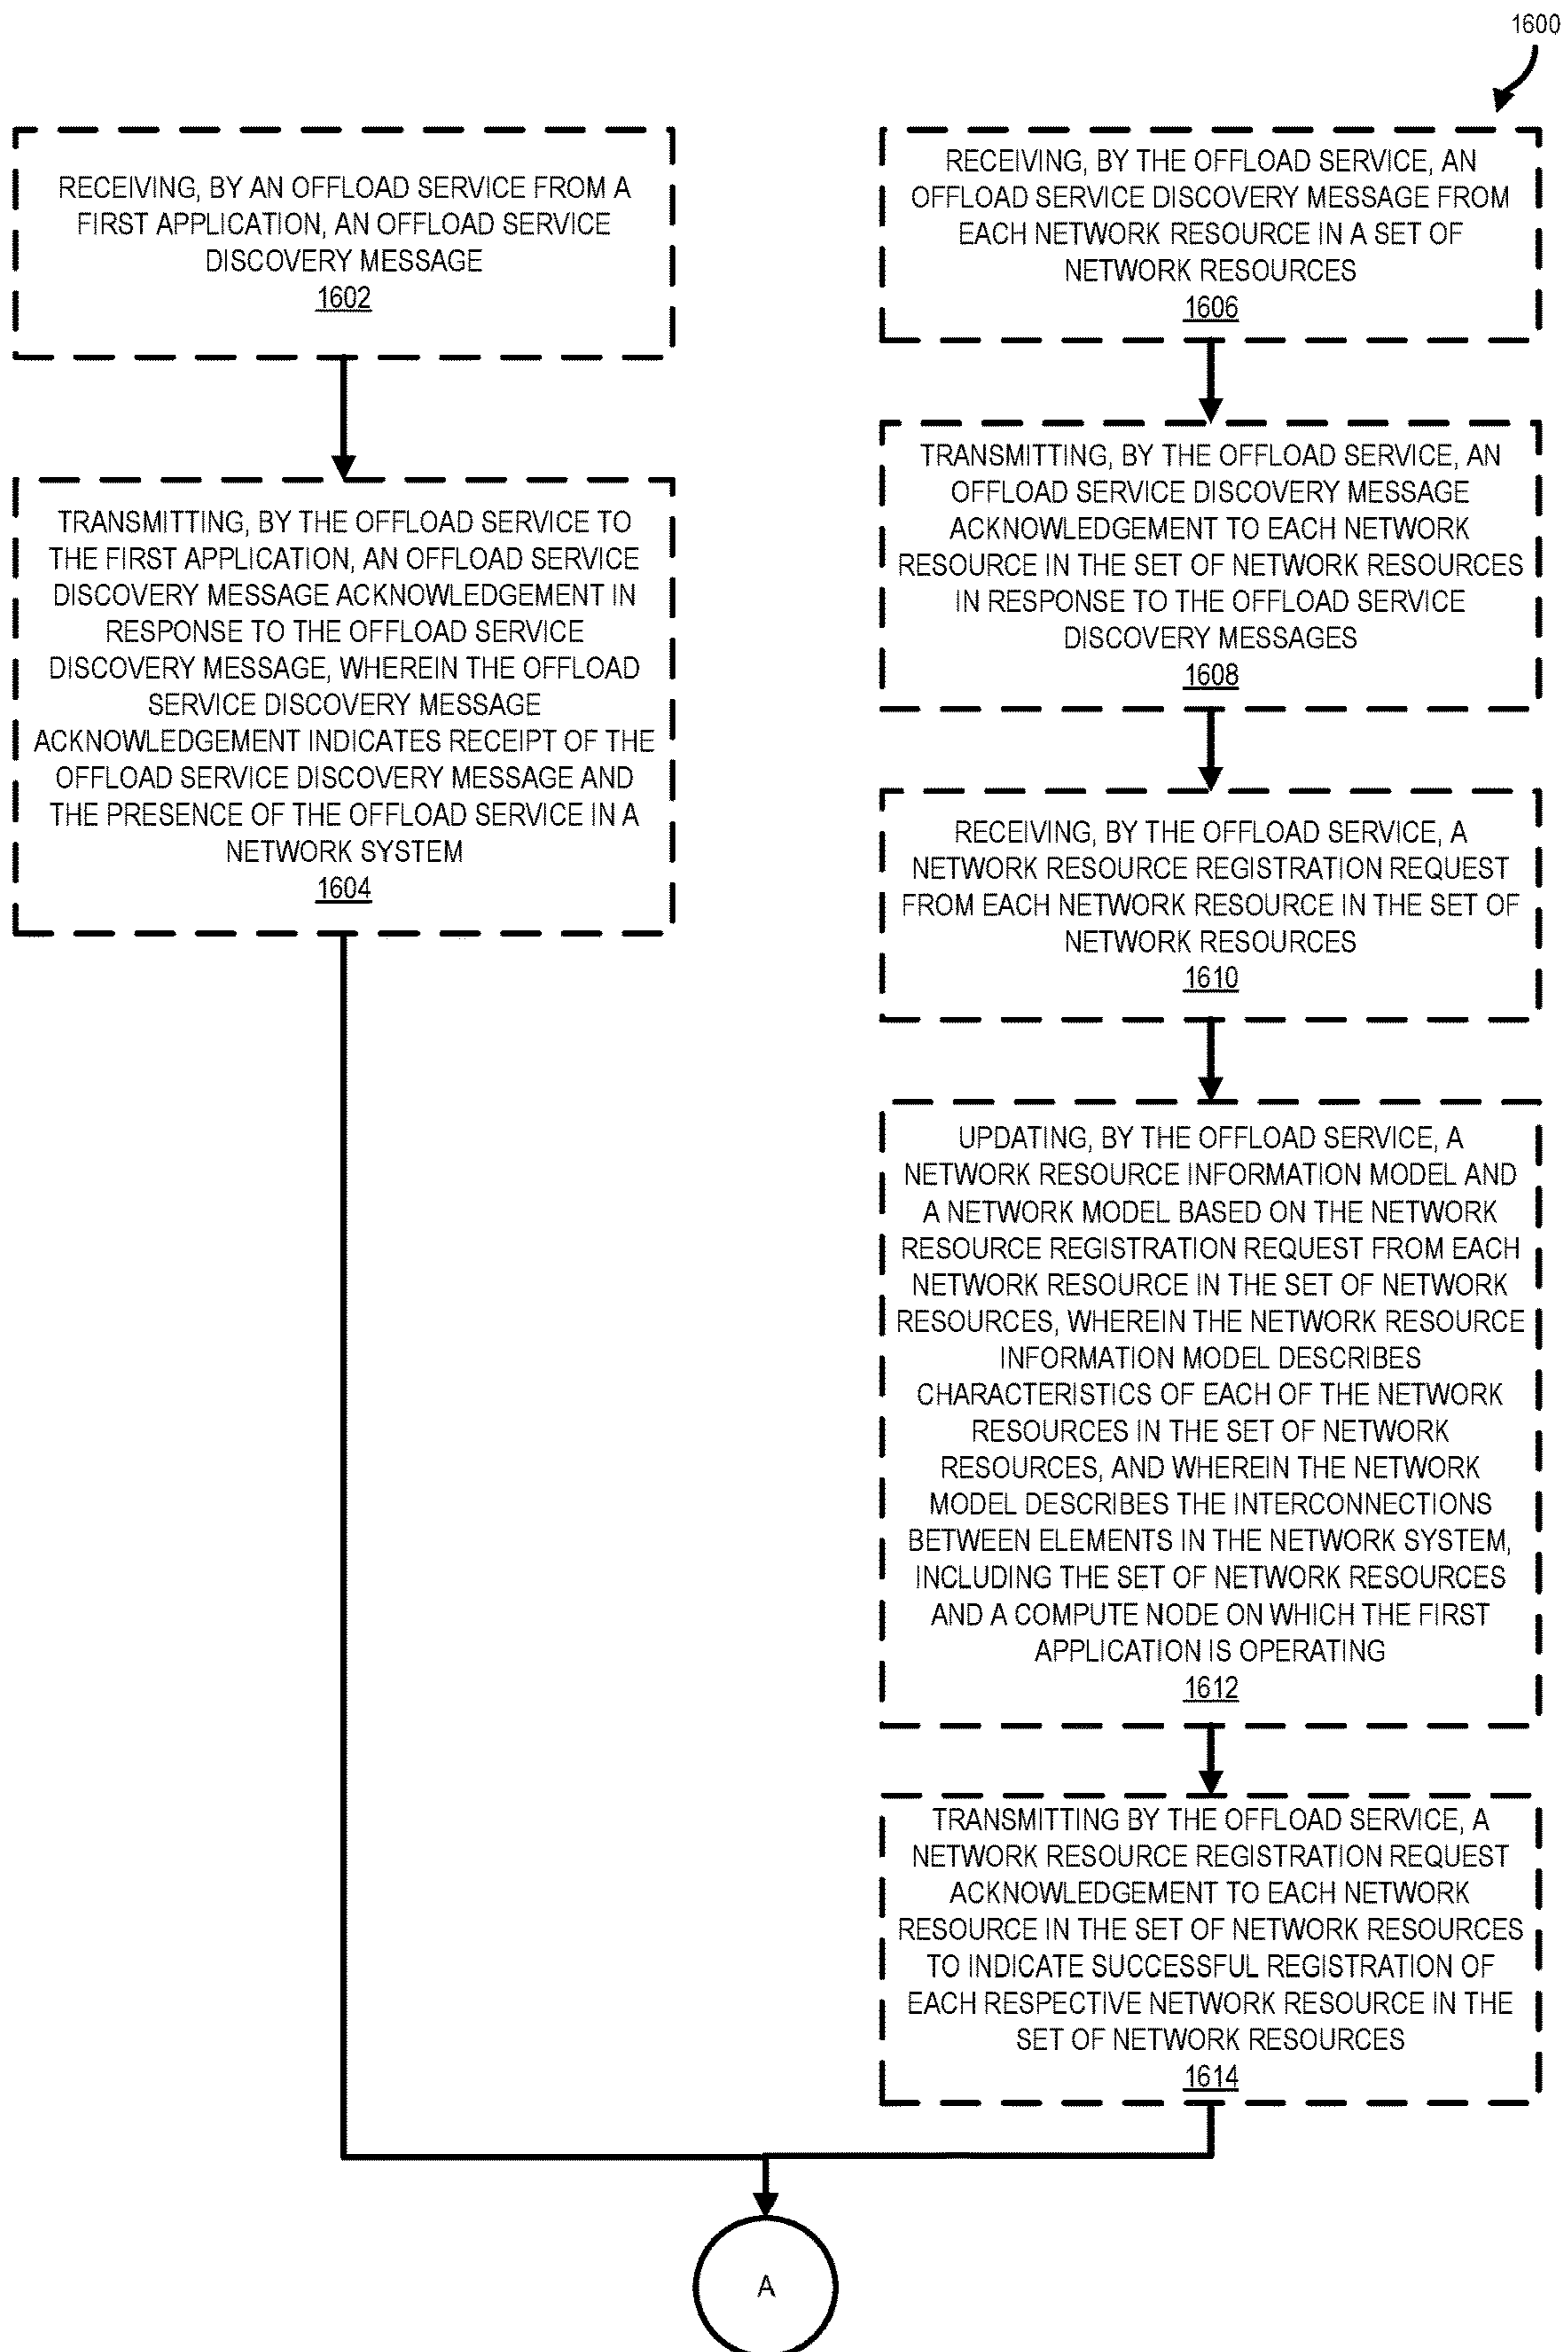 1600
RECEIVING, BY AN OFFLOAD SERVICE FROM A
FIRST APPLICATION, AN OFFLOAD SERVICE
DISCOVERY MESSAGE
1602
TRANSMITTING, BY THE OFFLOAD SERVICE TO
THE FIRST APPLICATION, AN OFFLOAD SERVICE
DISCOVERY MESSAGE ACKNOWLEDGEMENT IN
RESPONSE TO THE OFFLOAD SERVICE
DISCOVERY MESSAGE, WHEREIN THE OFFLOAD
SERVICE DISCOVERY MESSAGE
ACKNOWLEDGEMENT INDICATES RECEIPT OF THE
OFFLOAD SERVICE DISCOVERY MESSAGE AND
THE PRESENCE OF THE OFFLOAD SERVICE IN A
NETWORK SYSTEM
1604
RECEIVING, BY THE OFFLOAD SERVICE, AN
OFFLOAD SERVICE DISCOVERY MESSAGE FROM
EACH NETWORK RESOURCE IN A SET OF
NETWORK RESOURCES
1606
TRANSMITTING, BY THE OFFLOAD SERVICE, AN
OFFLOAD SERVICE DISCOVERY MESSAGE
ACKNOWLEDGEMENT TO EACH NETWORK
RESOURCE IN THE SET OF NETWORK RESOURCES
IN RESPONSE TO THE OFFLOAD SERVICE
DISCOVERY MESSAGES
1608
RECEIVING, BY THE OFFLOAD SERVICE, A
NETWORK RESOURCE REGISTRATION REQUEST
FROM EACH NETWORK RESOURCE IN THE SET OF
NETWORK RESOURCES
1610
UPDATING, BY THE OFFLOAD SERVICE, A
NETWORK RESOURCE INFORMATION MODEL AND
A NETWORK MODEL BASED ON THE NETWORK
RESOURCE REGISTRATION REQUEST FROM EACH
NETWORK RESOURCE IN THE SET OF NETWORK
RESOURCES, WHEREIN THE NETWORK RESOURCE
INFORMATION MODEL DESCRIBES
CHARACTERISTICS OF EACH OF THE NETWORK
RESOURCES IN THE SET OF NETWORK
RESOURCES, AND WHEREIN THE NETWORK
MODEL DESCRIBES THE INTERCONNECTIONS
BETWEEN ELEMENTS IN THE NETWORK SYSTEM,
INCLUDING THE SET OF NETWORK RESOURCES
AND A COMPUTE NODE ON WHICH THE FIRST
APPLICATION IS OPERATING
1612
TRANSMITTING BY THE OFFLOAD SERVICE, A
NETWORK RESOURCE REGISTRATION REQUEST
ACKNOWLEDGEMENT TO EACH NETWORK
RESOURCE IN THE SET OF NETWORK RESOURCES
TO INDICATE SUCCESSFUL REGISTRATION OF
EACH RESPECTIVE NETWORK RESOURCE IN THE
SET OF NETWORK RESOURCES
1614
A